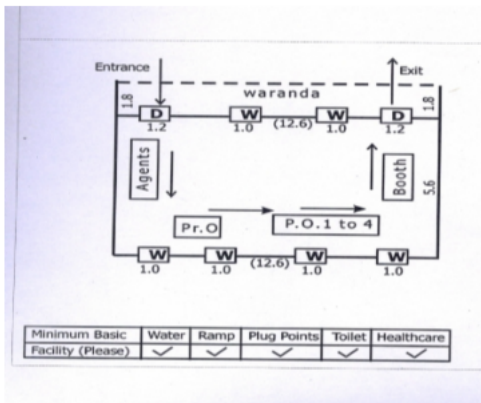 Entrance
Exit
waranda
1.8
1.8
D
W
W
D
1.2
1.0
(12.6)
1.0
1.2
Agents
Booth
5.6
Pr.O
P.O.1 to 4
W
W
W
W
1.0
1.0
(12.6)
1.0
1.0
Minimum Basic Water Ramp Plug Points Toilet Healthcare
Facility (Please)